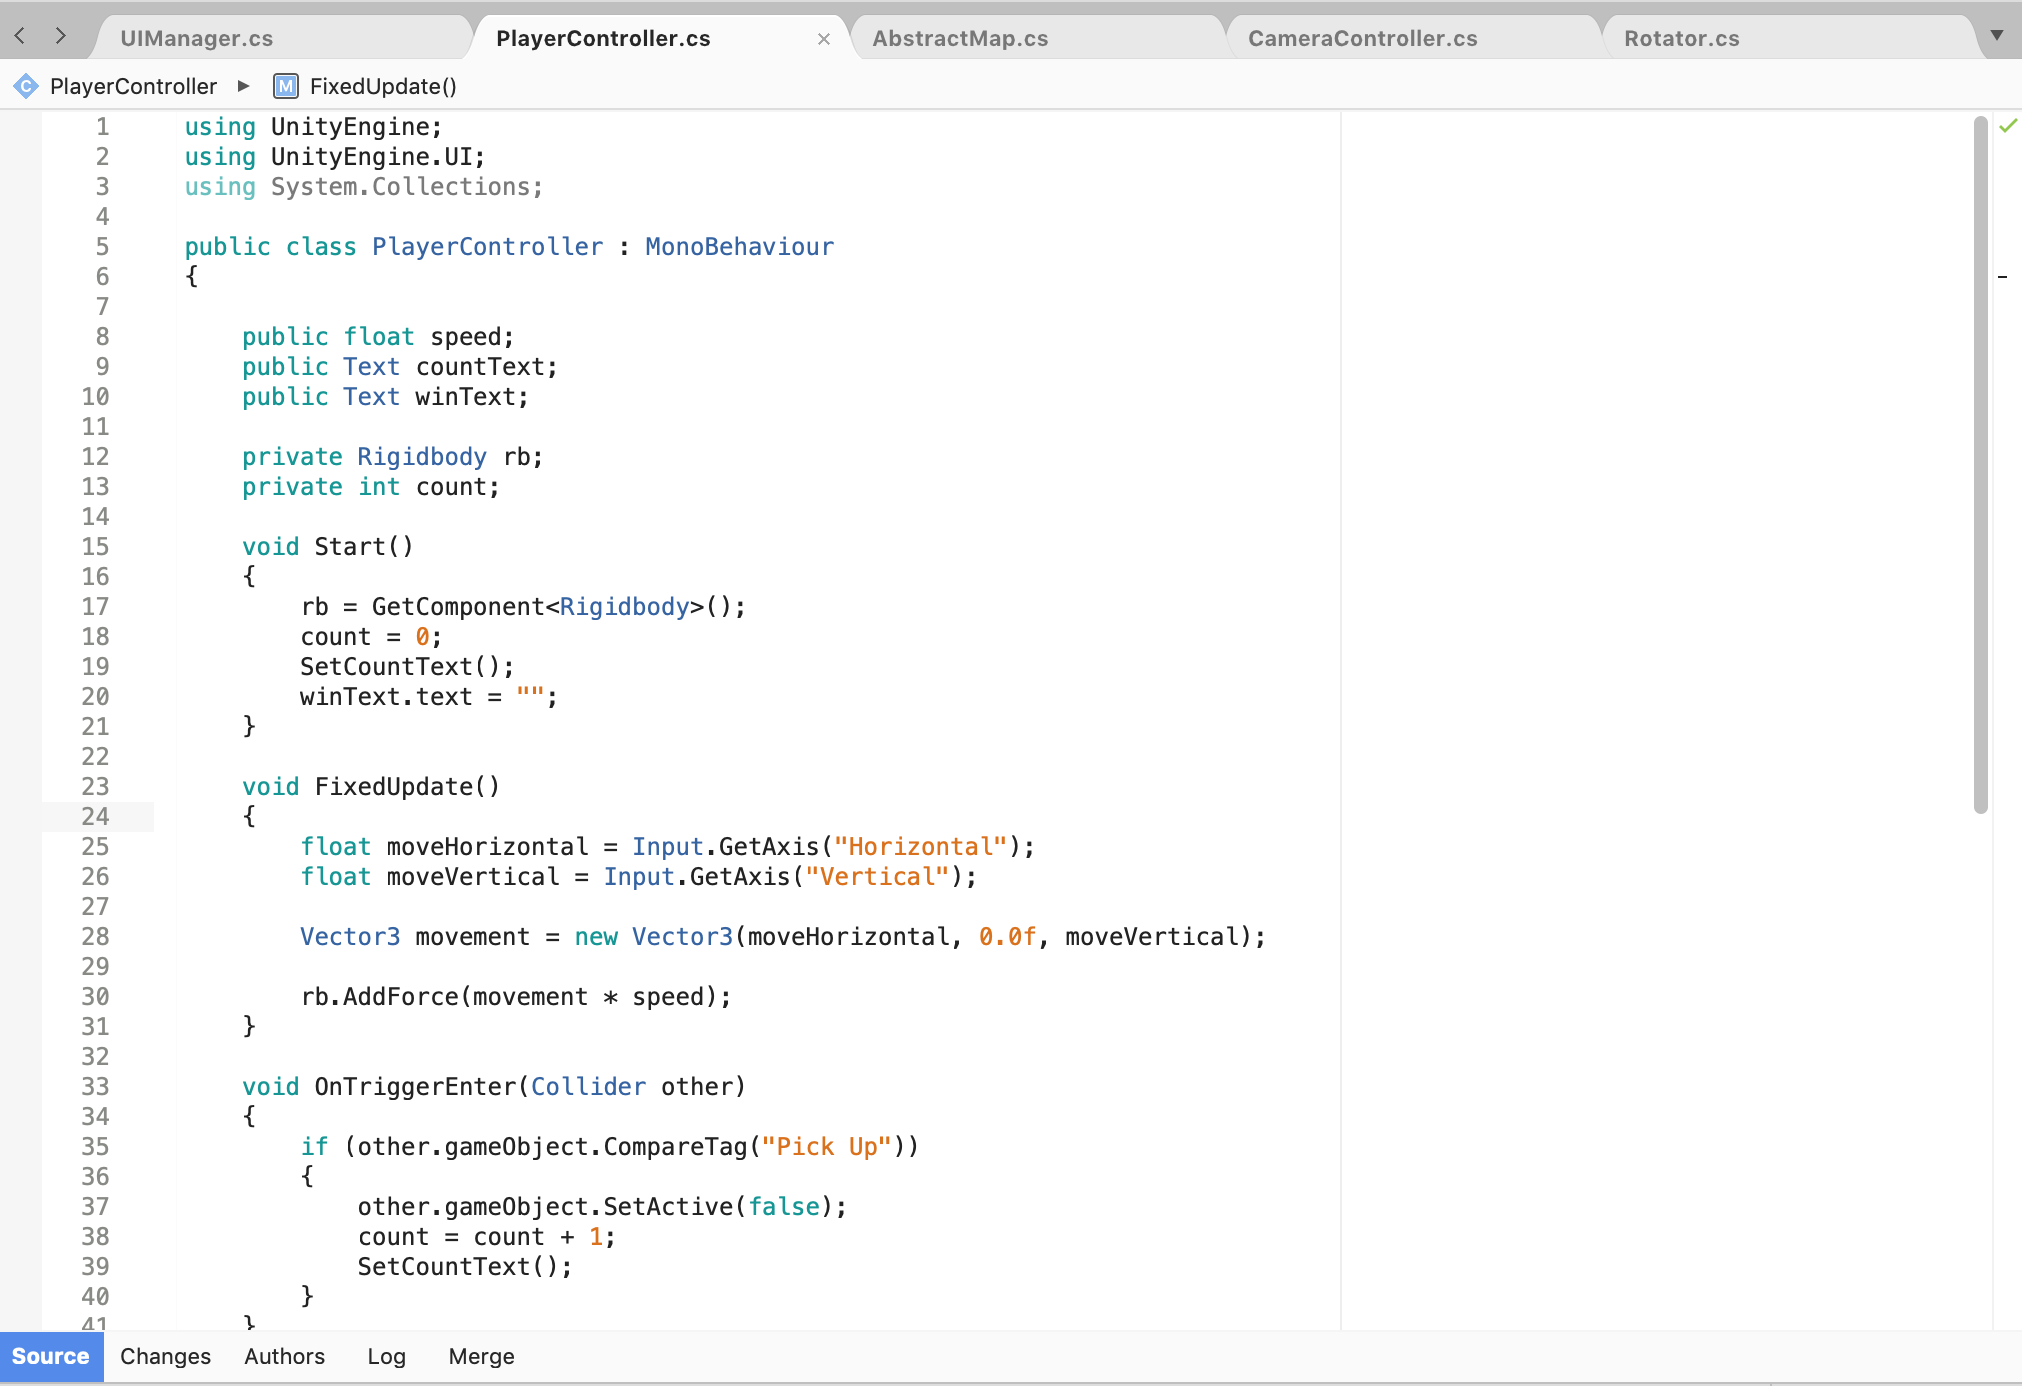 UIManager.cs PlayerController.cs × AbstractMap.cs CameraController.cs Rotator.cs
C PlayerController ▶ M FixedUpdate()
1 using UnityEngine;
2 using UnityEngine.UI;
3 using System.Collections;
4
5 public class PlayerController : MonoBehaviour
6 {
7
8     public float speed;
9     public Text countText;
10     public Text winText;
11
12     private Rigidbody rb;
13     private int count;
14
15     void Start()
16     {
17         rb = GetComponent<Rigidbody>();
18         count = 0;
19         SetCountText();
20         winText.text = "";
21     }
22
23     void FixedUpdate()
24     {
25         float moveHorizontal = Input.GetAxis("Horizontal");
26         float moveVertical = Input.GetAxis("Vertical");
27
28         Vector3 movement = new Vector3(moveHorizontal, 0.0f, moveVertical);
29
30         rb.AddForce(movement * speed);
31     }
32
33     void OnTriggerEnter(Collider other)
34     {
35         if (other.gameObject.CompareTag("Pick Up"))
36         {
37             other.gameObject.SetActive(false);
38             count = count + 1;
39             SetCountText();
40         }
41     }
Source Changes Authors Log Merge